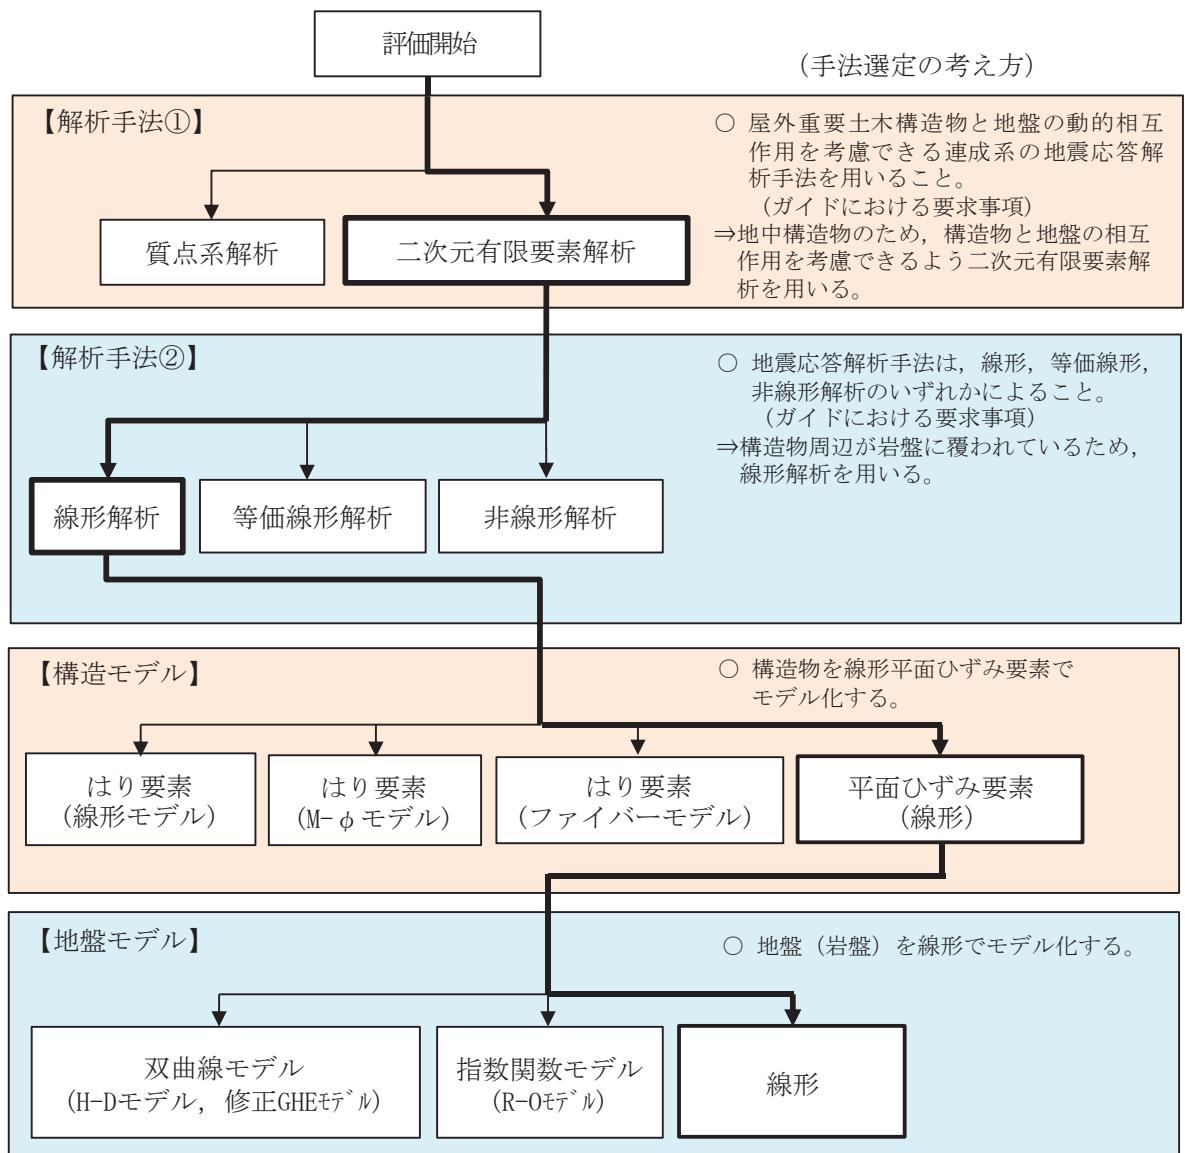 評価開始
（手法選定の考え方）
【解析手法①】
○ 屋外重要土木構造物と地盤の動的相互
作用を考慮できる連成系の地震応答解
析手法を用いること。
（ガイドにおける要求事項）
⇒地中構造物のため，構造物と地盤の相互
作用を考慮できるよう二次元有限要素解
析を用いる。
質点系解析
二次元有限要素解析
【解析手法②】
○ 地震応答解析手法は，線形，等価線形，
非線形解析のいずれかによること。
（ガイドにおける要求事項）
⇒構造物周辺が岩盤に覆われているため，
線形解析を用いる。
線形解析
等価線形解析
非線形解析
【構造モデル】
○ 構造物を線形平面ひずみ要素で
モデル化する。
はり要素
(線形モデル)
はり要素
(M-φモデル)
はり要素
(ファイバーモデル)
平面ひずみ要素
(線形)
【地盤モデル】
○ 地盤（岩盤）を線形でモデル化する。
双曲線モデル
(H-Dモデル，修正GHEﾓﾃﾞﾙ)
指数関数モデル
(R-Oﾓﾃﾞﾙ)
線形